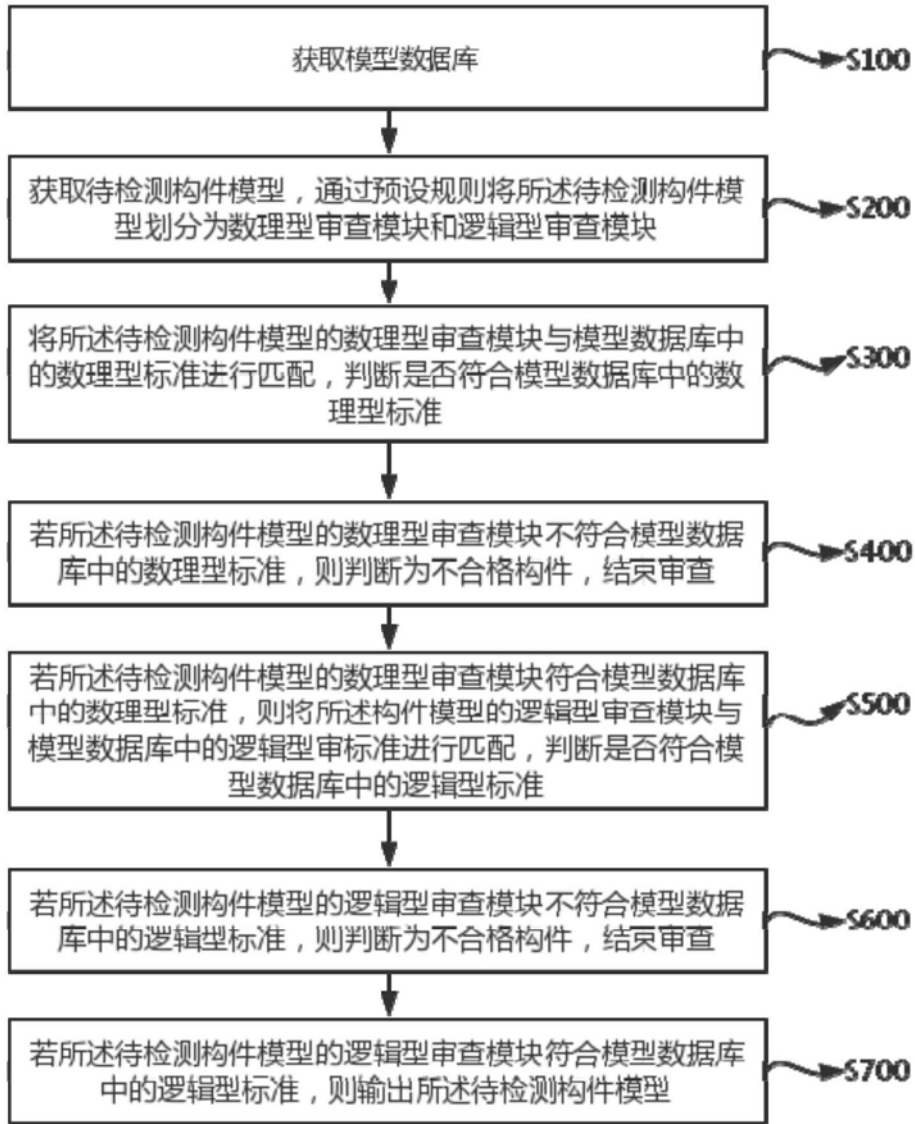 获取模型数据库
S100
获取待检测构件模型，通过预设规则将所述待检测构件模
型划分为数理型审查模块和逻辑型审查模块
S200
将所述待检测构件模型的数理型审查模块与模型数据库中
的数理型标准进行匹配，判断是否符合模型数据库中的数
理型标准
S300
若所述待检测构件模型的数理型审查模块不符合模型数据
库中的数理型标准，则判断为不合格构件，结束审查
S400
若所述待检测构件模型的数理型审查模块符合模型数据库
中的数理型标准，则将所述构件模型的逻辑型审查模块与
模型数据库中的逻辑型审标准进行匹配，判断是否符合模
型数据库中的逻辑型标准
S500
若所述待检测构件模型的逻辑型审查模块不符合模型数据
库中的逻辑型标准，则判断为不合格构件，结束审查
S600
若所述待检测构件模型的逻辑型审查模块符合模型数据库
中的逻辑型标准，则输出所述待检测构件模型
S700